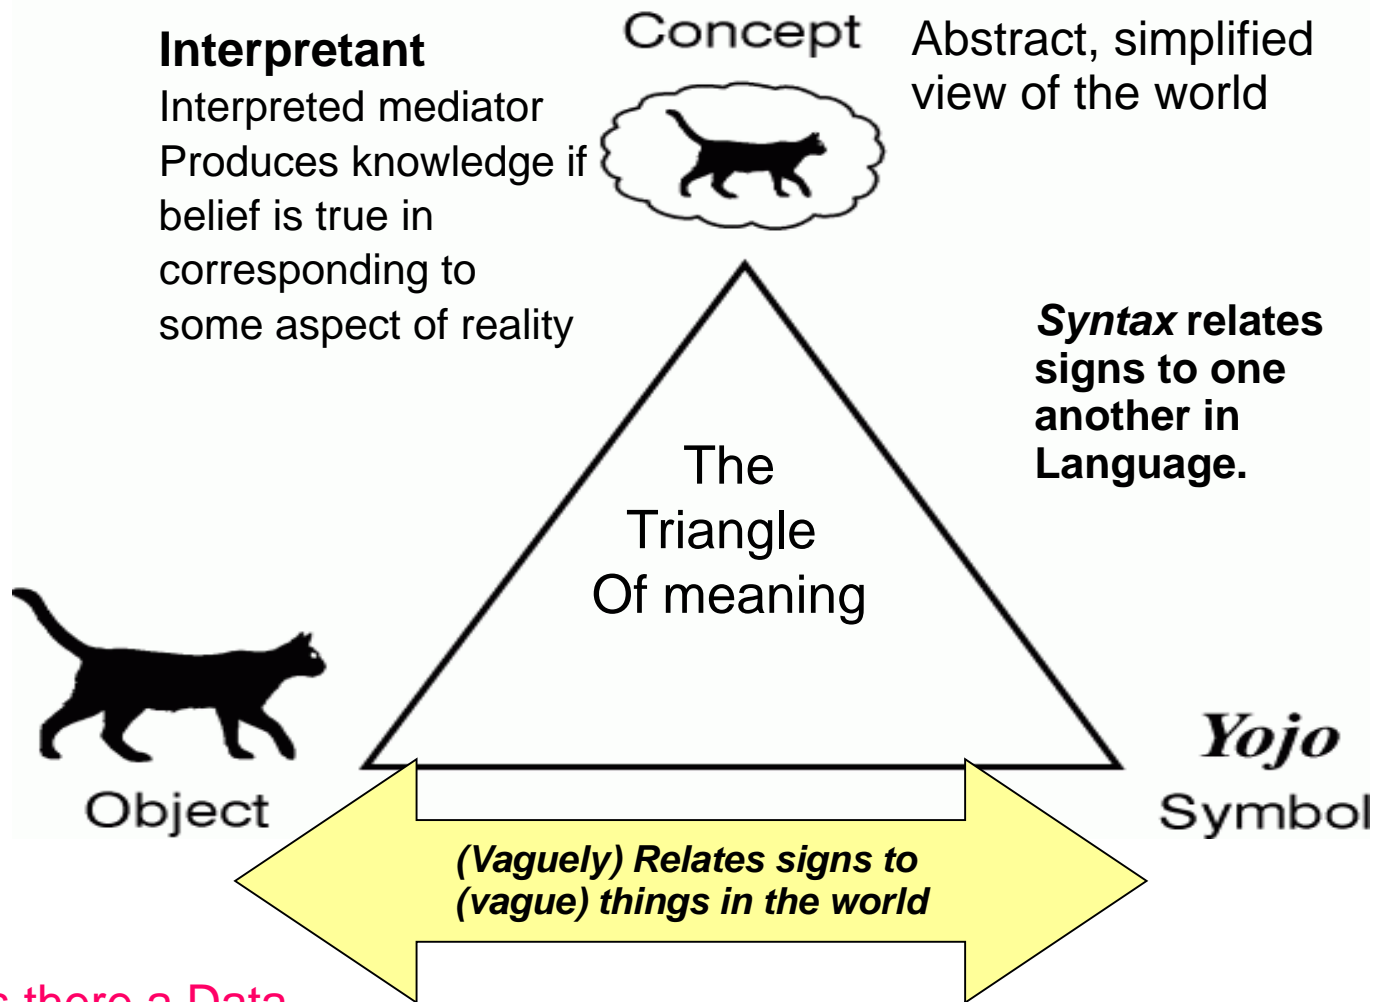 Concept
Abstract, simplified
view of the world
Interpretant
Interpreted mediator
Produces knowledge if
belief is true in
corresponding to
some aspect of reality
Syntax relates
signs to one
another in
Language.
The
Triangle
Of meaning
Yojo
Symbol
Object
(Vaguely) Relates signs to
(vague) things in the world
there a Data